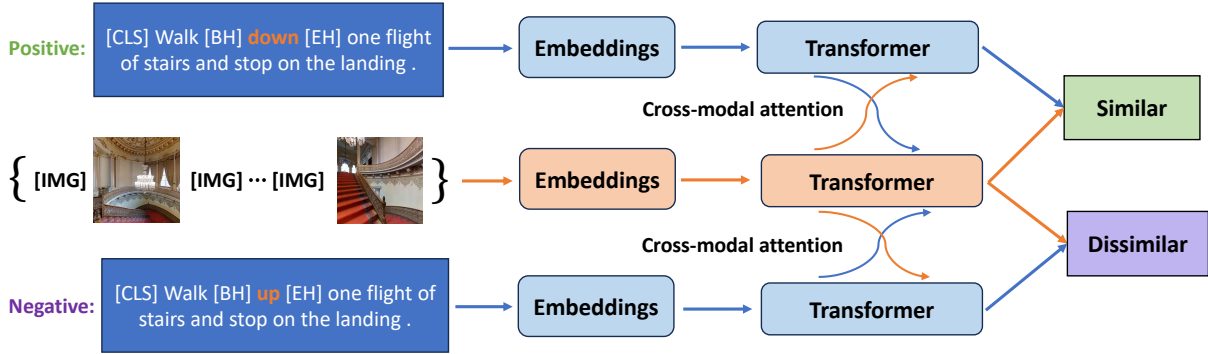 Positive:
[CLS] Walk [BH] down [EH] one flight
of stairs and stop on the landing .
Embeddings
Transformer
Cross-modal attention
Similar
{ [IMG] [IMG] ··· [IMG] }
Embeddings
Transformer
Cross-modal attention
Dissimilar
Negative:
[CLS] Walk [BH] up [EH] one flight of
stairs and stop on the landing .
Embeddings
Transformer